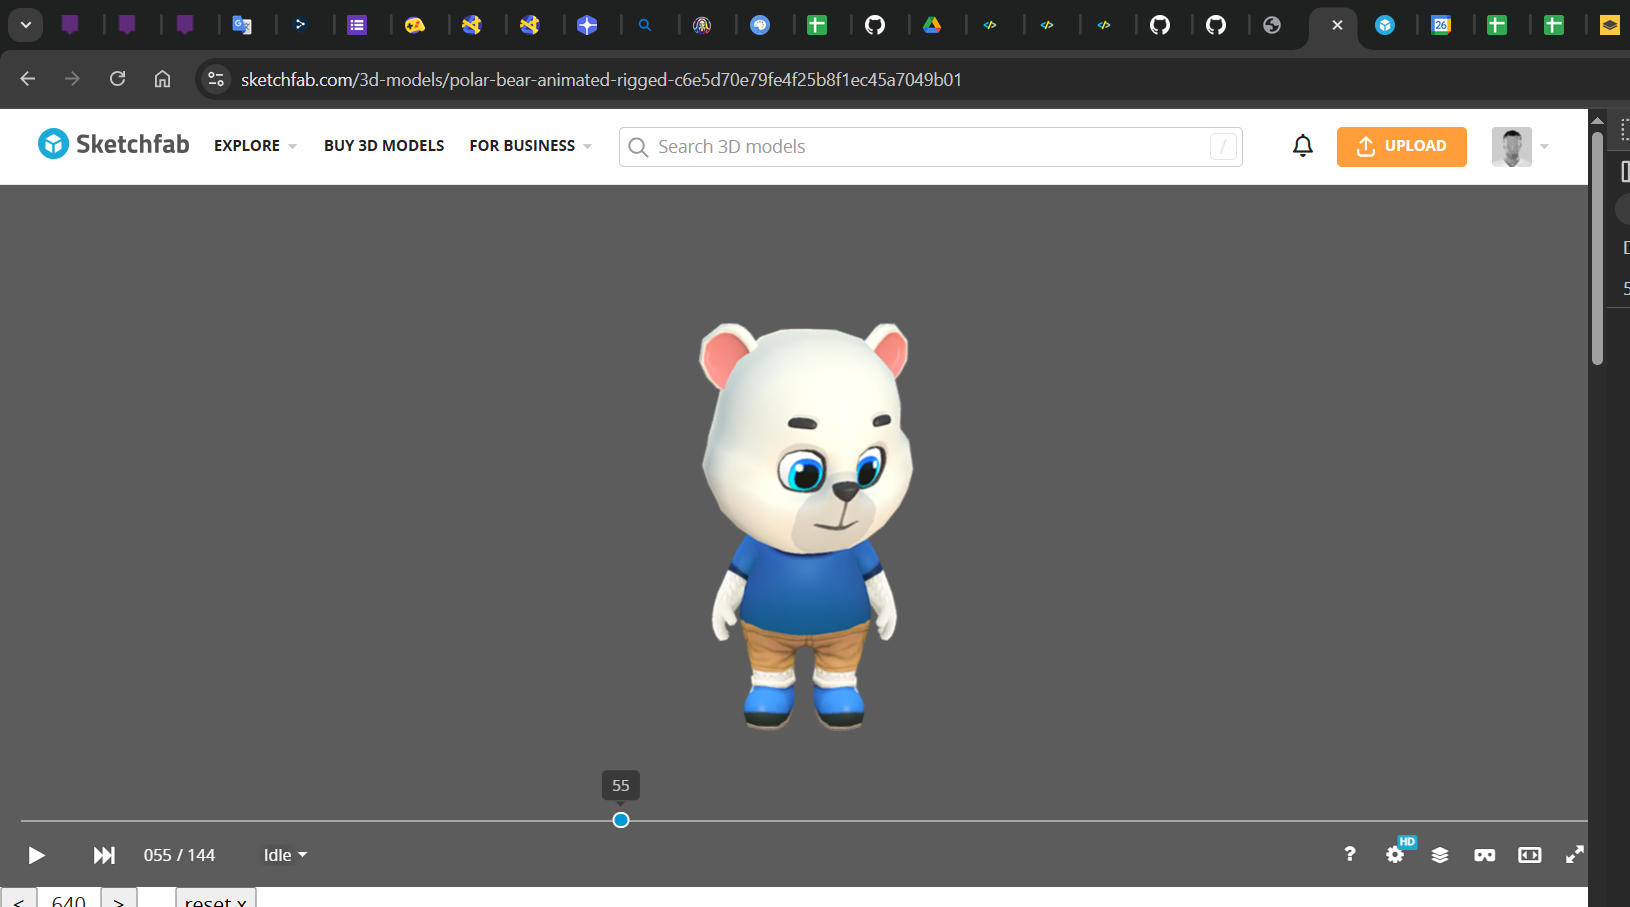 26
sketchfab.com/3d-models/polar-bear-animated-rigged-c6e5d70e79fe4f25b8f1ec45a7049b01
Sketchfab EXPLORE BUY 3D MODELS FOR BUSINESS Search 3D models / UPLOAD
55
055 / 144 Idle ? HD
< 640 > reset x